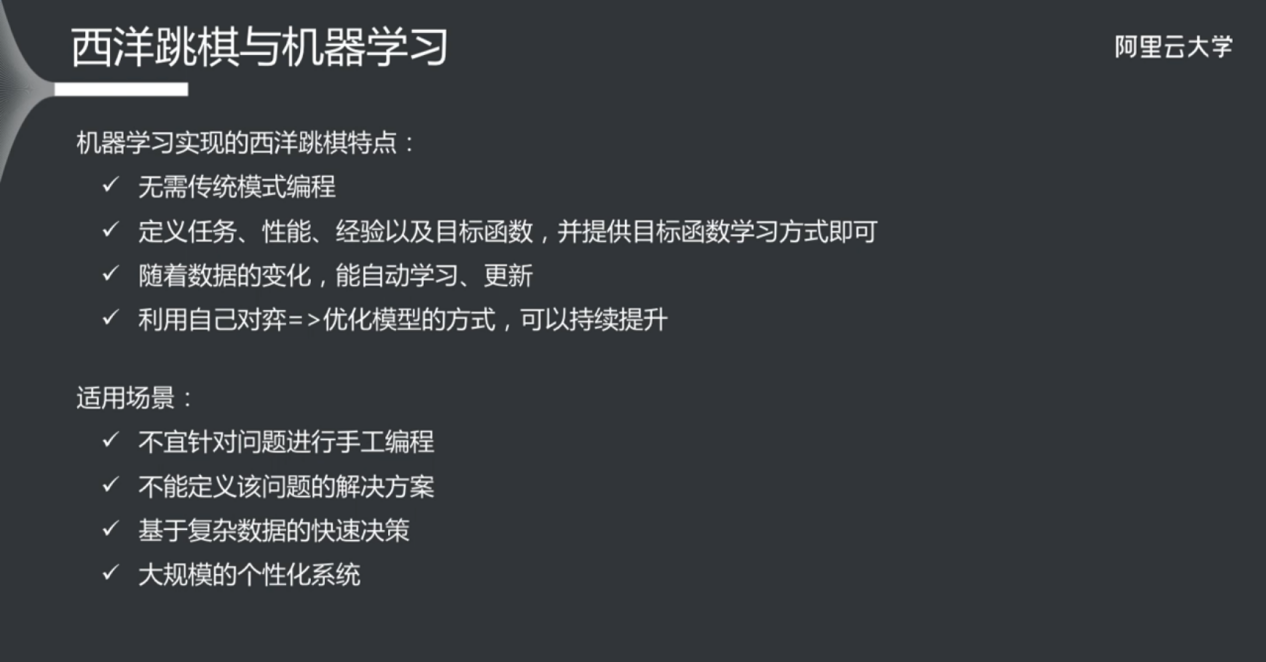 西洋跳棋与机器学习
阿里云大学
机器学习实现的西洋跳棋特点：
✓ 无需传统模式编程
✓ 定义任务、性能、经验以及目标函数，并提供目标函数学习方式即可
✓ 随着数据的变化，能自动学习、更新
✓ 利用自己对弈=>优化模型的方式，可以持续提升
适用场景：
✓ 不宜针对问题进行手工编程
✓ 不能定义该问题的解决方案
✓ 基于复杂数据的快速决策
✓ 大规模的个性化系统